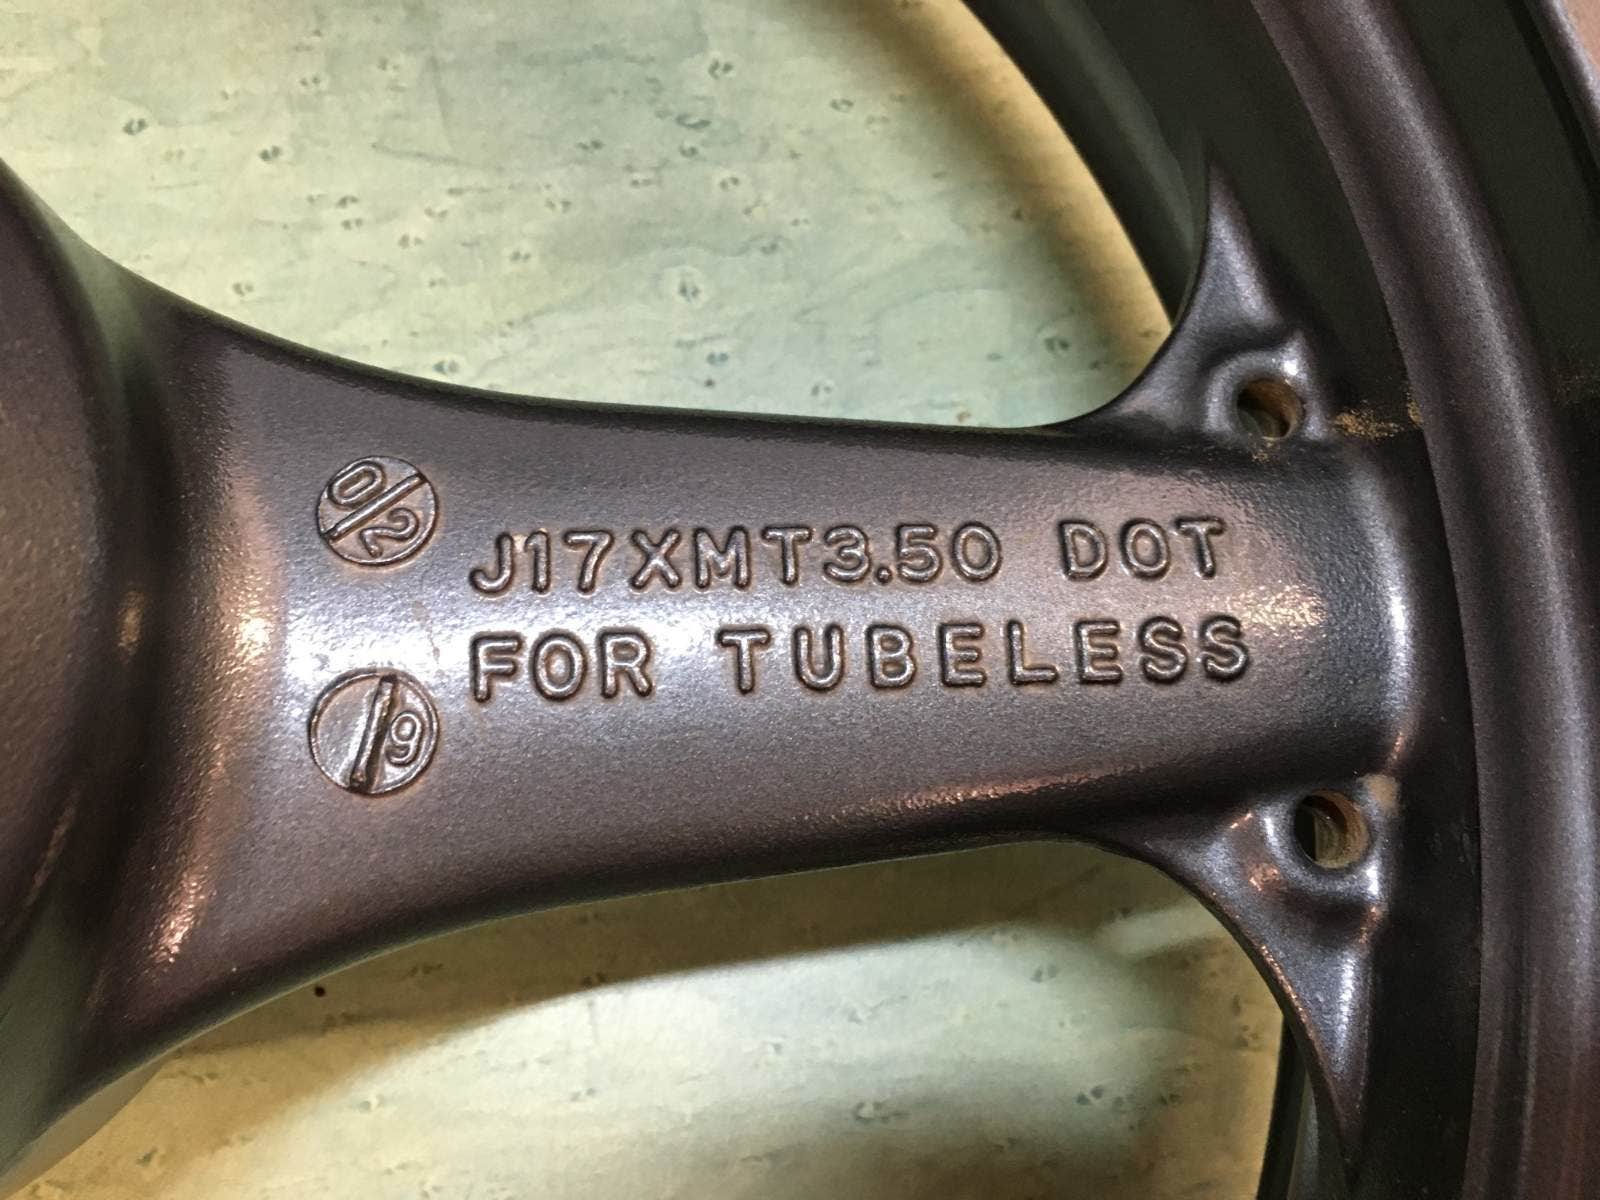 0/2
J17XMT3.50 DOT
FOR TUBELESS
/9